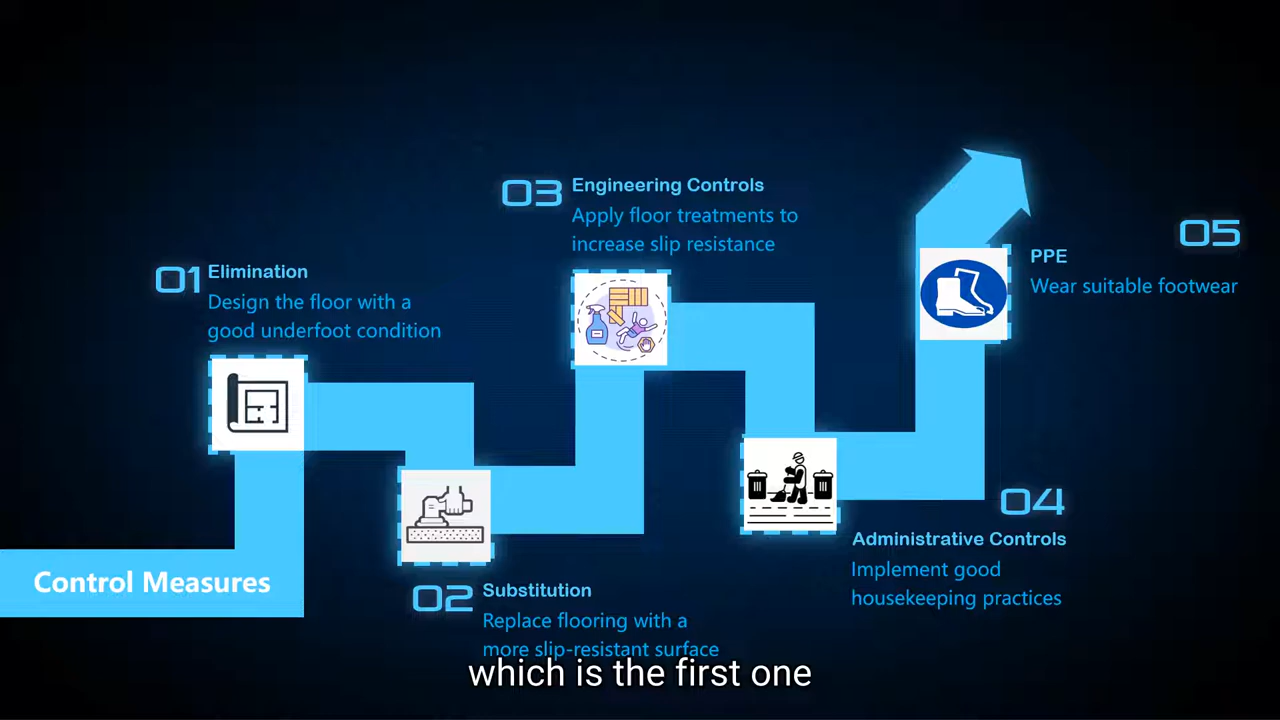 01
Elimination
Design the floor with a
good underfoot condition
02
Substitution
Replace flooring with a
more slip-resistant surface
03
Engineering Controls
Apply floor treatments to
increase slip resistance
04
Administrative Controls
Implement good
housekeeping practices
05
PPE
Wear suitable footwear
Control Measures
which is the first one